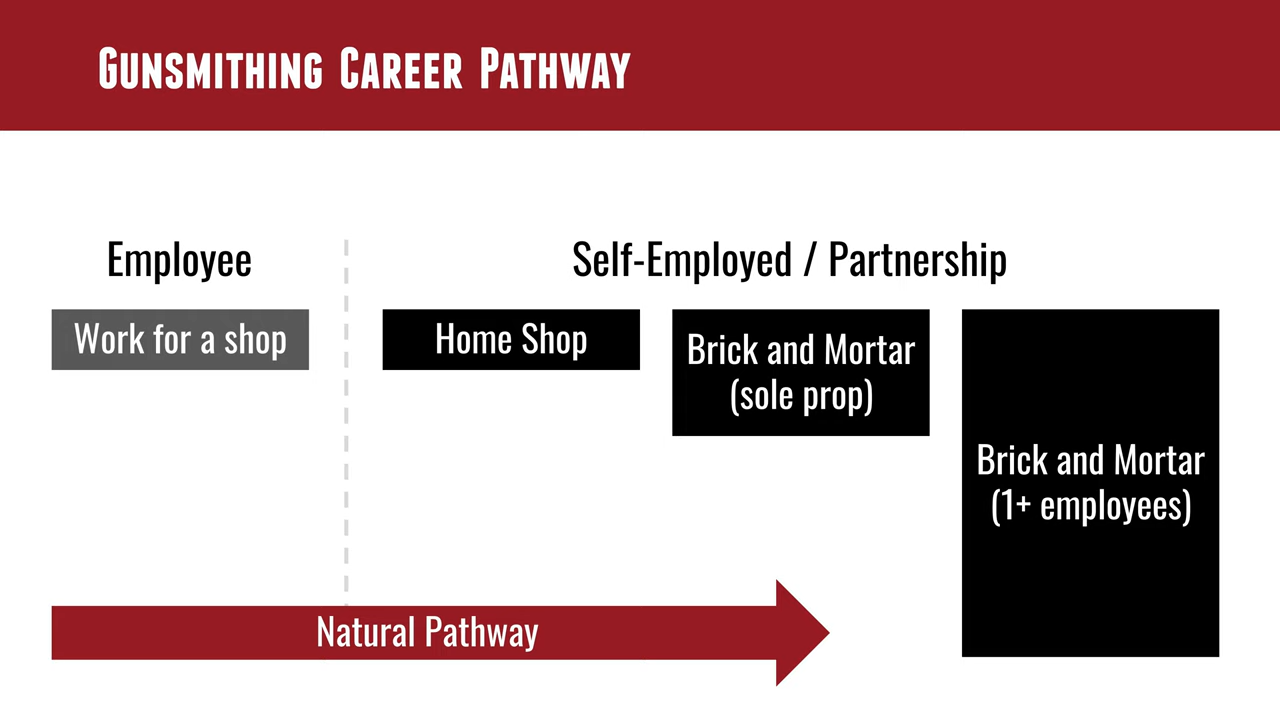 Gunsmithing Career Pathway
Employee
Self-Employed / Partnership
Work for a shop
Home Shop
Brick and Mortar
(sole prop)
Brick and Mortar
(1+ employees)
Natural Pathway